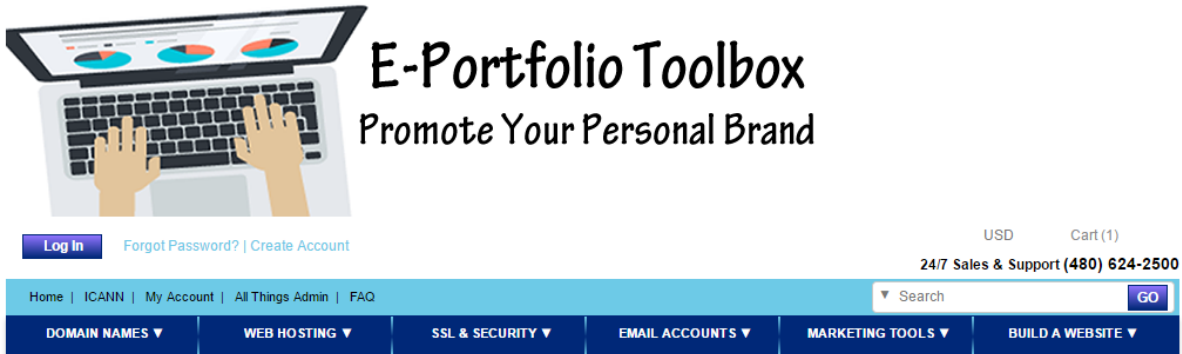 E-Portfolio Toolbox
Promote Your Personal Brand
USD Cart (1)
Log In Forgot Password? | Create Account
24/7 Sales & Support (480) 624-2500
Home | ICANN | My Account | All Things Admin | FAQ ▼ Search GO
DOMAIN NAMES ▼ WEB HOSTING ▼ SSL & SECURITY ▼ EMAIL ACCOUNTS ▼ MARKETING TOOLS ▼ BUILD A WEBSITE ▼